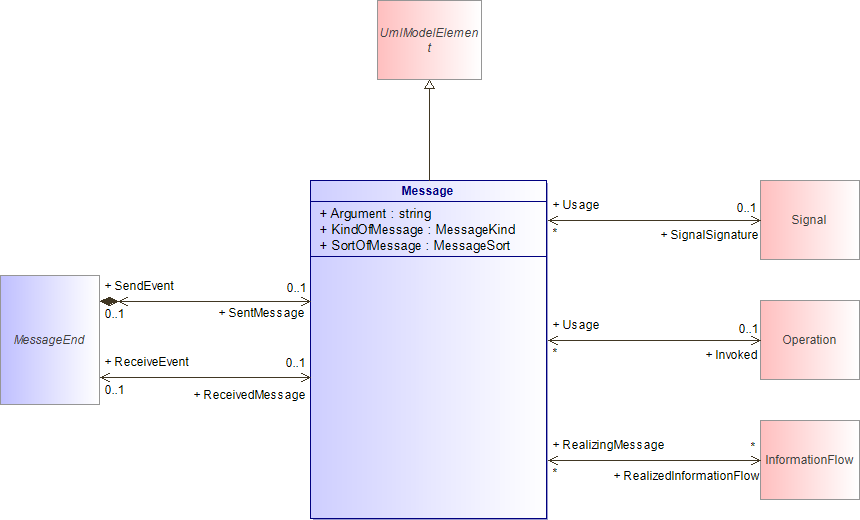 UmlModelElemen
t
Message
+ Argument : string
+ KindOfMessage : MessageKind
+ SortOfMessage : MessageSort
+ Usage
0..1
Signal
*
+ SignalSignature
+ SendEvent
0..1
0..1
+ SentMessage
MessageEnd
+ Usage
0..1
Operation
*
+ Invoked
+ ReceiveEvent
0..1
0..1
+ ReceivedMessage
+ RealizingMessage
*
InformationFlow
*
+ RealizedInformationFlow